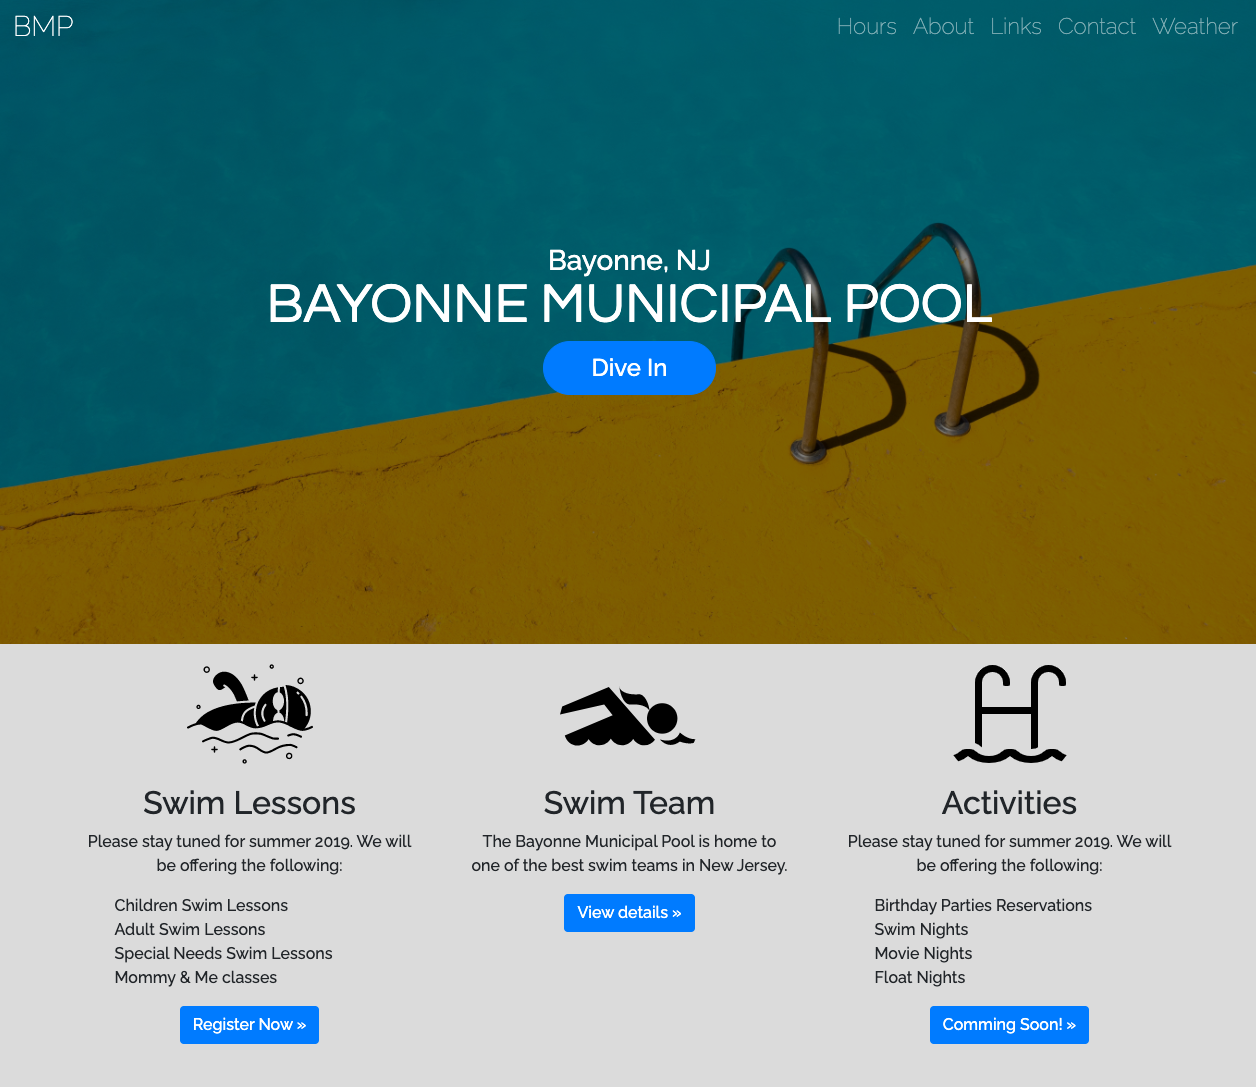 BMP
Hours About Links Contact Weather
Bayonne, NJ
BAYONNE MUNICIPAL POOL
Dive In
Swim Lessons
Please stay tuned for summer 2019. We will
be offering the following:
Children Swim Lessons
Adult Swim Lessons
Special Needs Swim Lessons
Mommy & Me classes
Register Now »
Swim Team
The Bayonne Municipal Pool is home to
one of the best swim teams in New Jersey.
View details »
Activities
Please stay tuned for summer 2019. We will
be offering the following:
Birthday Parties Reservations
Swim Nights
Movie Nights
Float Nights
Comming Soon! »